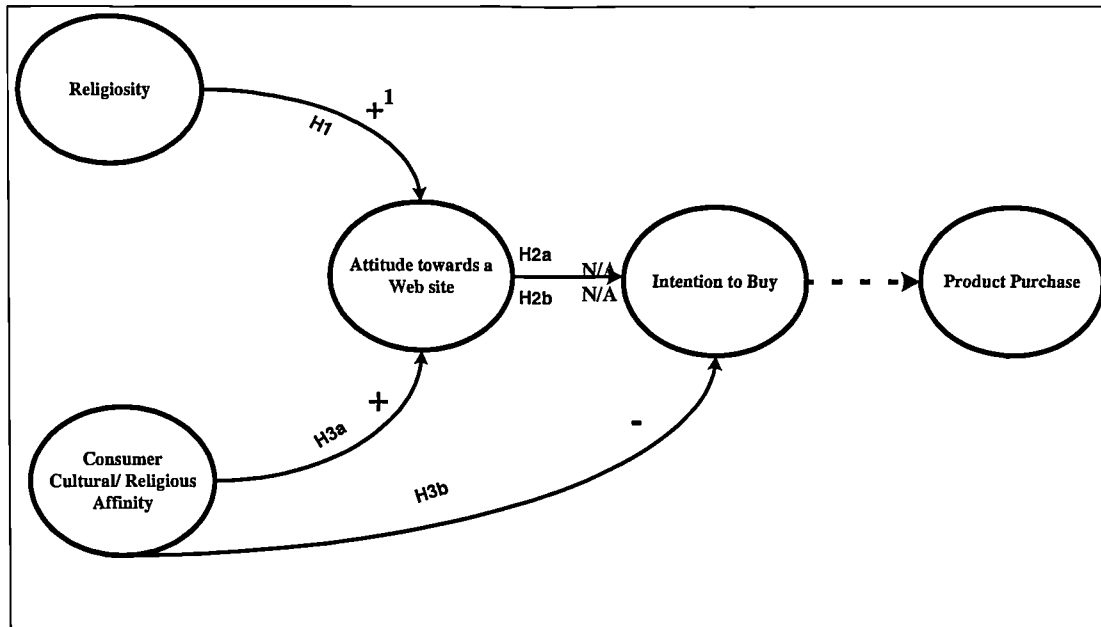 Religiosity
+1
H1
Attitude towards a
Web site
H2a
N/A
H2b
N/A
Intention to Buy
Product Purchase
+
H3a
Consumer
Cultural/ Religious
Affinity
-
H3b